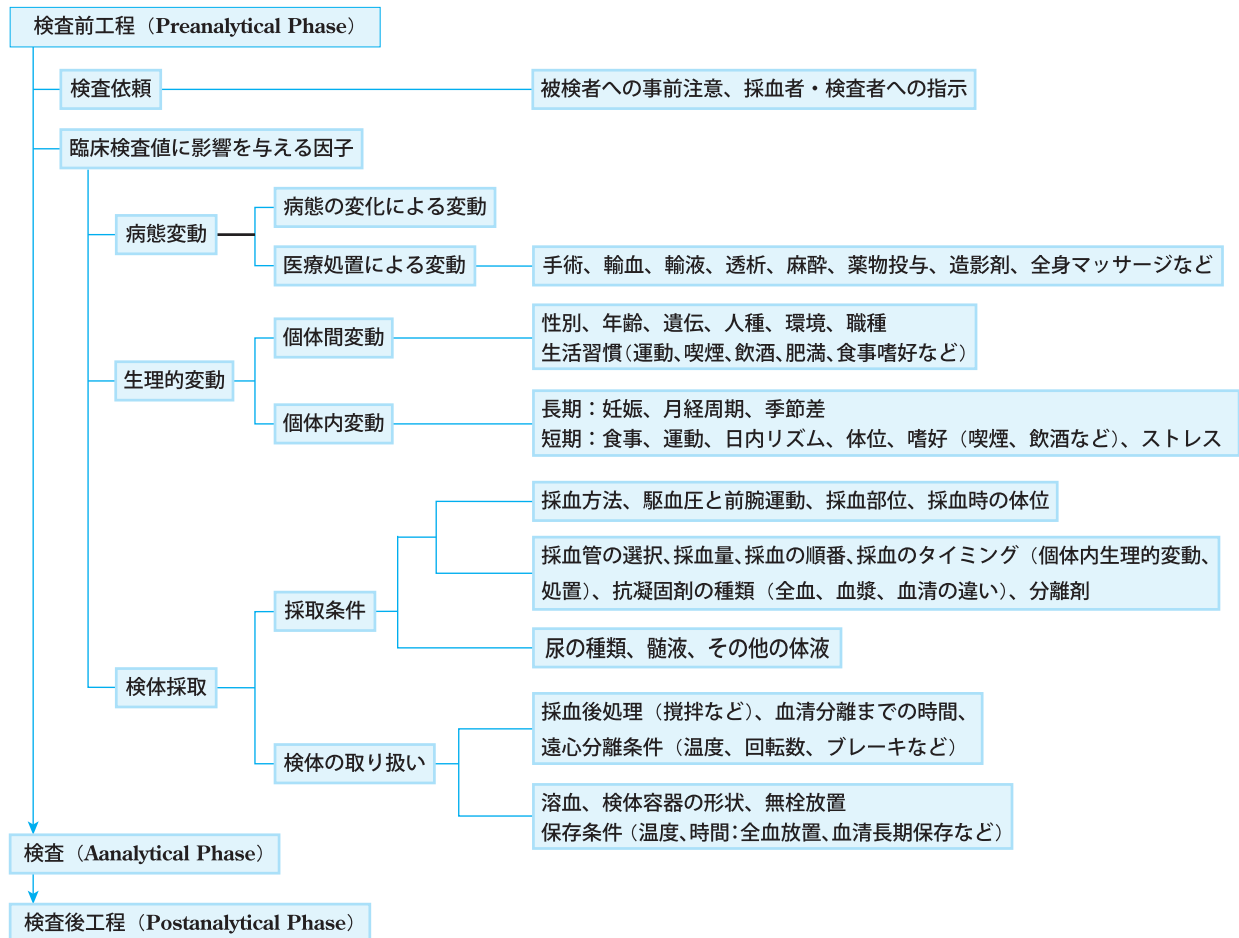 検査前工程（Preanalytical Phase）
検査依頼
被検者への事前注意、採血者・検査者への指示
臨床検査値に影響を与える因子
病態変動
病態の変化による変動
医療処置による変動
手術、輸血、輸液、透析、麻酔、薬物投与、造影剤、全身マッサージなど
生理的変動
個体間変動
性別、年齢、遺伝、人種、環境、職種
生活習慣（運動、喫煙、飲酒、肥満、食事嗜好など）
個体内変動
長期：妊娠、月経周期、季節差
短期：食事、運動、日内リズム、体位、嗜好（喫煙、飲酒など）、ストレス
検体採取
採取条件
採血方法、駆血圧と前腕運動、採血部位、採血時の体位
採血管の選択、採血量、採血の順番、採血のタイミング（個体内生理的変動、
処置）、抗凝固剤の種類（全血、血漿、血清の違い）、分離剤
尿の種類、髄液、その他の体液
検体の取り扱い
採血後処理（撹拌など）、血清分離までの時間、
遠心分離条件（温度、回転数、ブレーキなど）
溶血、検体容器の形状、無栓放置
保存条件（温度、時間：全血放置、血清長期保存など）
検査（Aanalytical Phase）
検査後工程（Postanalytical Phase）